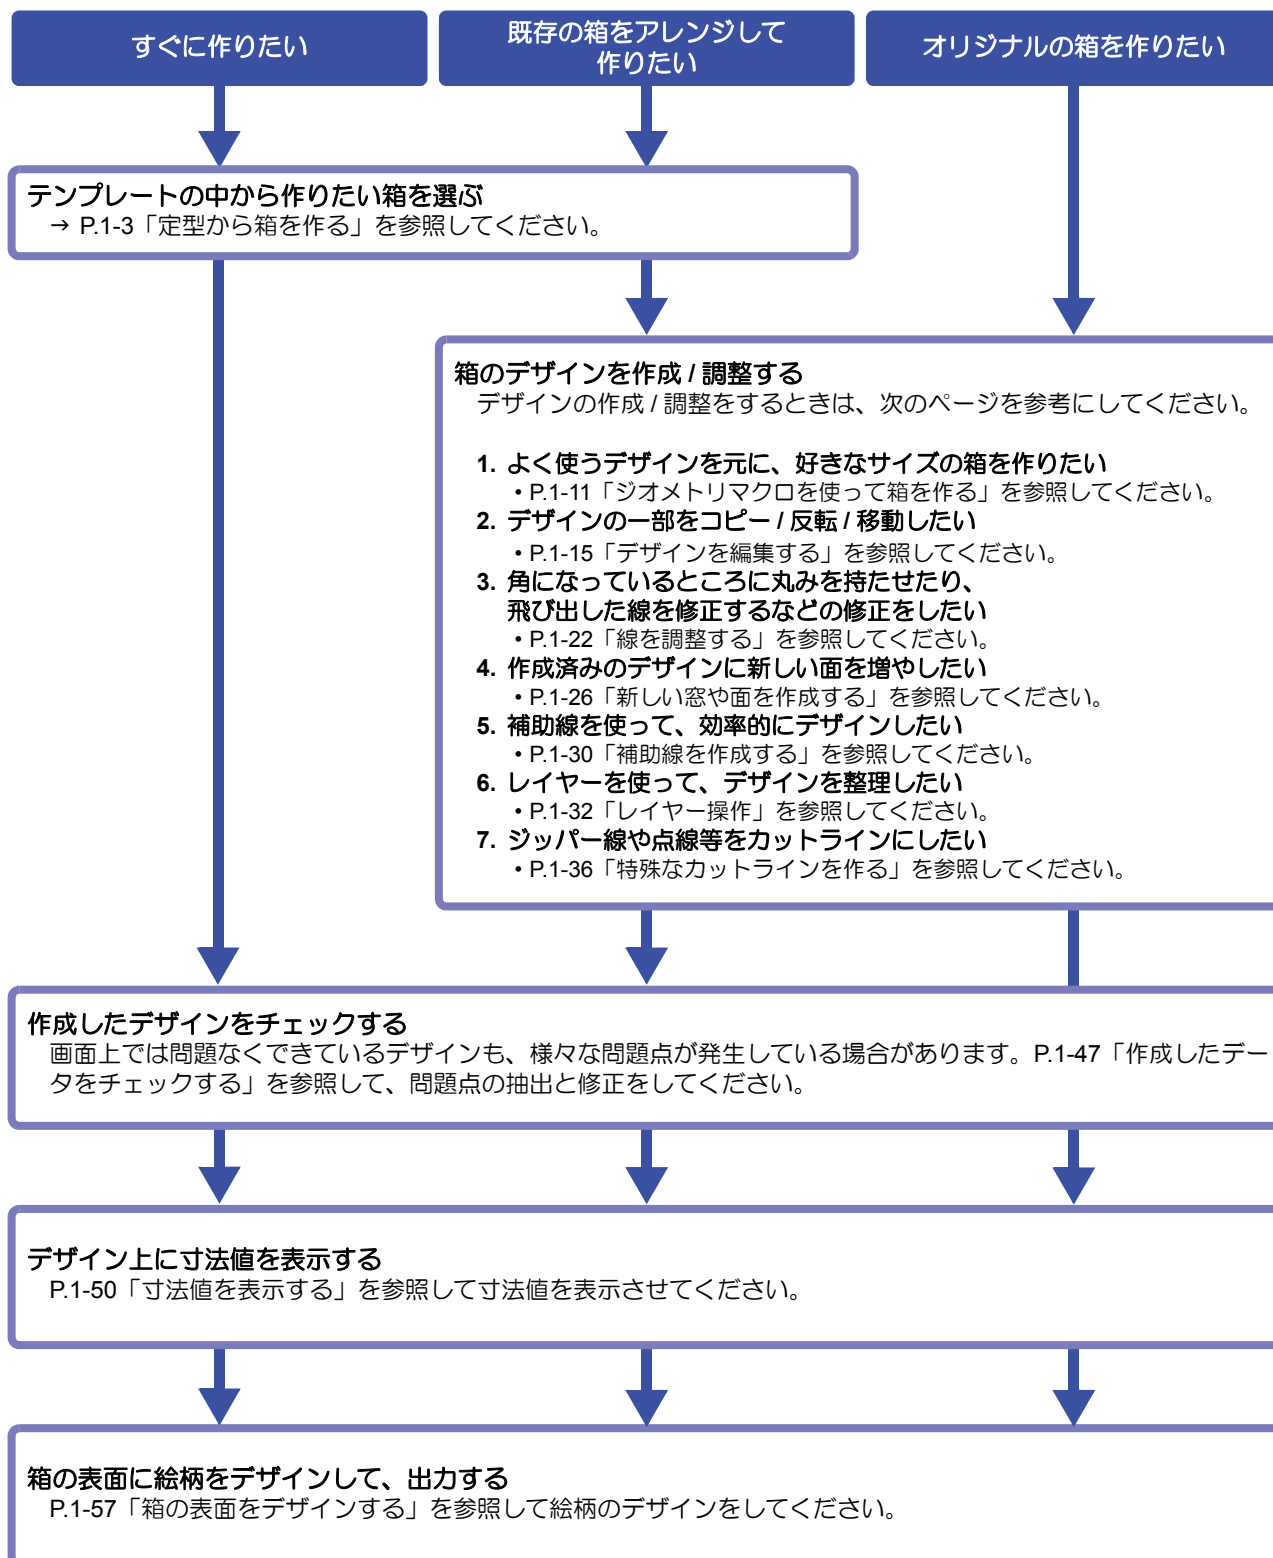 すぐに作りたい
既存の箱をアレンジして
作りたい
オリジナルの箱を作りたい
テンプレートの中から作りたい箱を選ぶ
→ P.1-3「定型から箱を作る」を参照してください。
箱のデザインを作成 / 調整する
デザインの作成 / 調整をするときは、次のページを参考にしてください。
1. よく使うデザインを元に、好きなサイズの箱を作りたい
・P.1-11「ジオメトリマクロを使って箱を作る」を参照してください。
2. デザインの一部をコピー / 反転 / 移動したい
・P.1-15「デザインを編集する」を参照してください。
3. 角になっているところに丸みを持たせたり、
飛び出した線を修正するなどの修正をしたい
・P.1-22「線を調整する」を参照してください。
4. 作成済みのデザインに新しい面を増やしたい
・P.1-26「新しい窓や面を作成する」を参照してください。
5. 補助線を使って、効率的にデザインしたい
・P.1-30「補助線を作成する」を参照してください。
6. レイヤーを使って、デザインを整理したい
・P.1-32「レイヤー操作」を参照してください。
7. ジッパー線や点線等をカットラインにしたい
・P.1-36「特殊なカットラインを作る」を参照してください。
作成したデザインをチェックする
画面上では問題なくできているデザインも、様々な問題点が発生している場合があります。P.1-47「作成したデー
タをチェックする」を参照して、問題点の抽出と修正をしてください。
デザイン上に寸法値を表示する
P.1-50「寸法値を表示する」を参照して寸法値を表示させてください。
箱の表面に絵柄をデザインして、出力する
P.1-57「箱の表面をデザインする」を参照して絵柄のデザインをしてください。